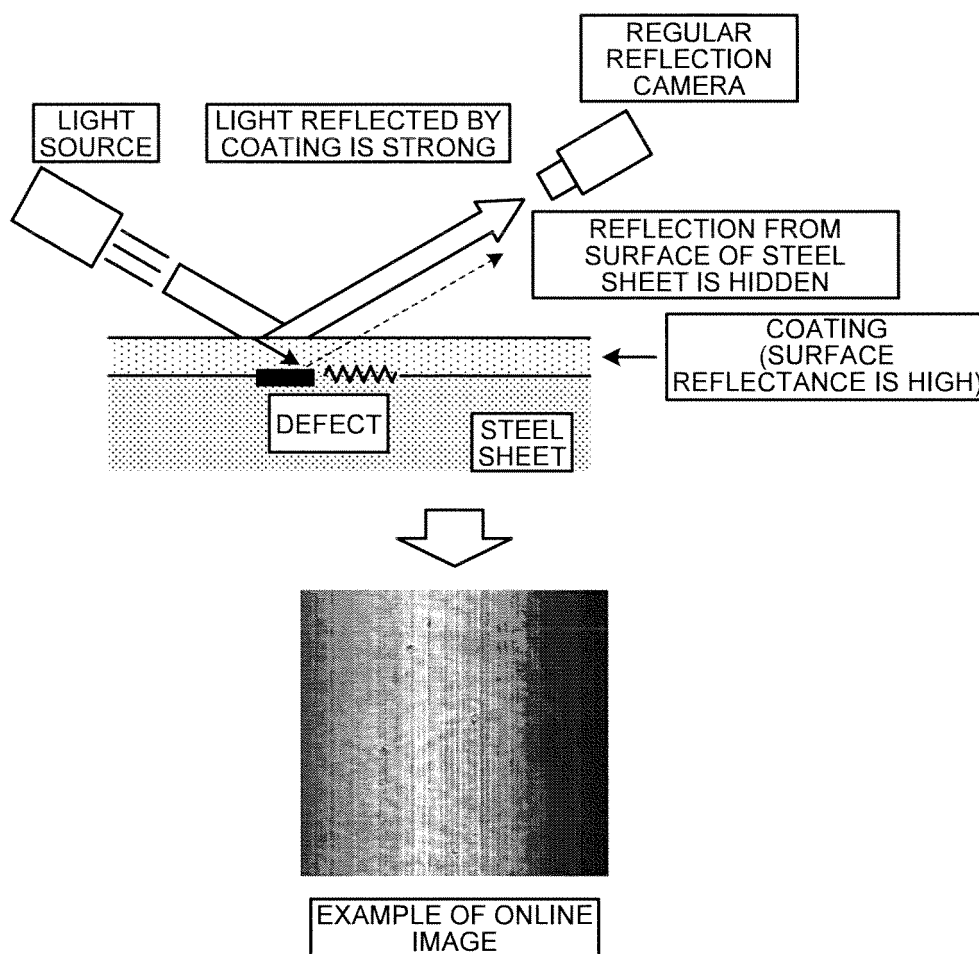 REGULAR
REFLECTION
CAMERA
LIGHT
SOURCE
LIGHT REFLECTED BY
COATING IS STRONG
REFLECTION FROM
SURFACE OF STEEL
SHEET IS HIDDEN
COATING
(SURFACE
REFLECTANCE IS HIGH)
DEFECT
STEEL
SHEET
EXAMPLE OF ONLINE
IMAGE